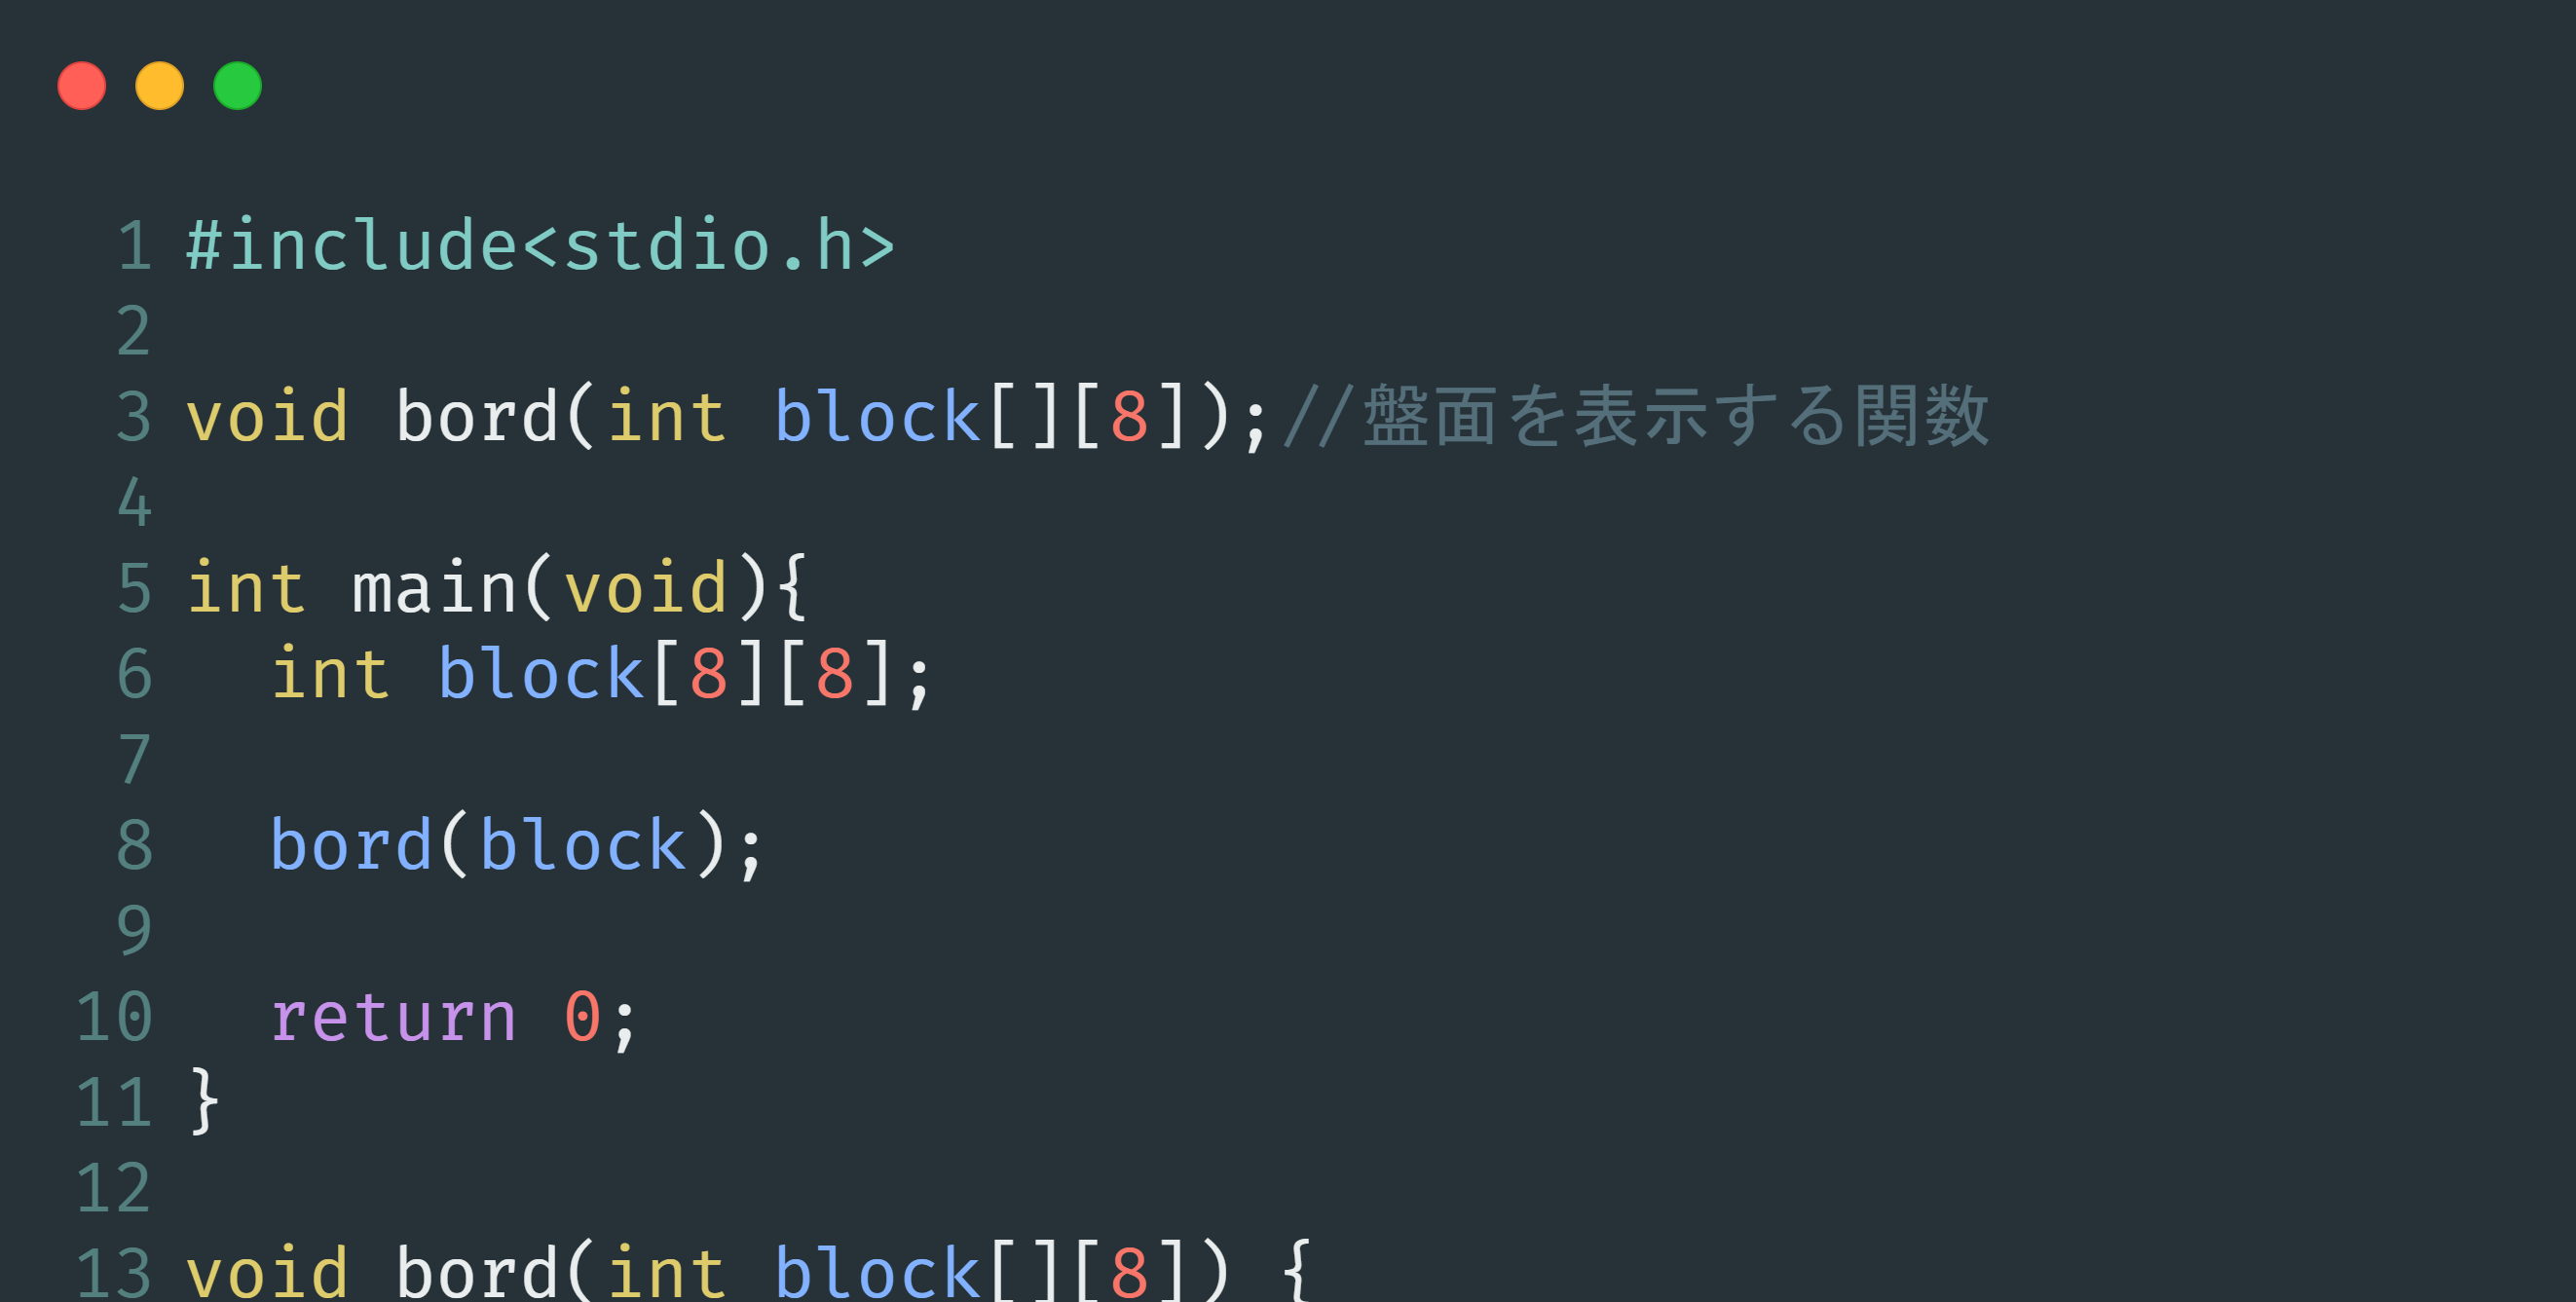 1 #include<stdio.h>
2
3 void bord(int block[][8]);//盤面を表示する関数
4
5 int main(void){
6   int block[8][8];
7
8   bord(block);
9
10   return 0;
11 }
12
13 void bord(int block[][8]) {